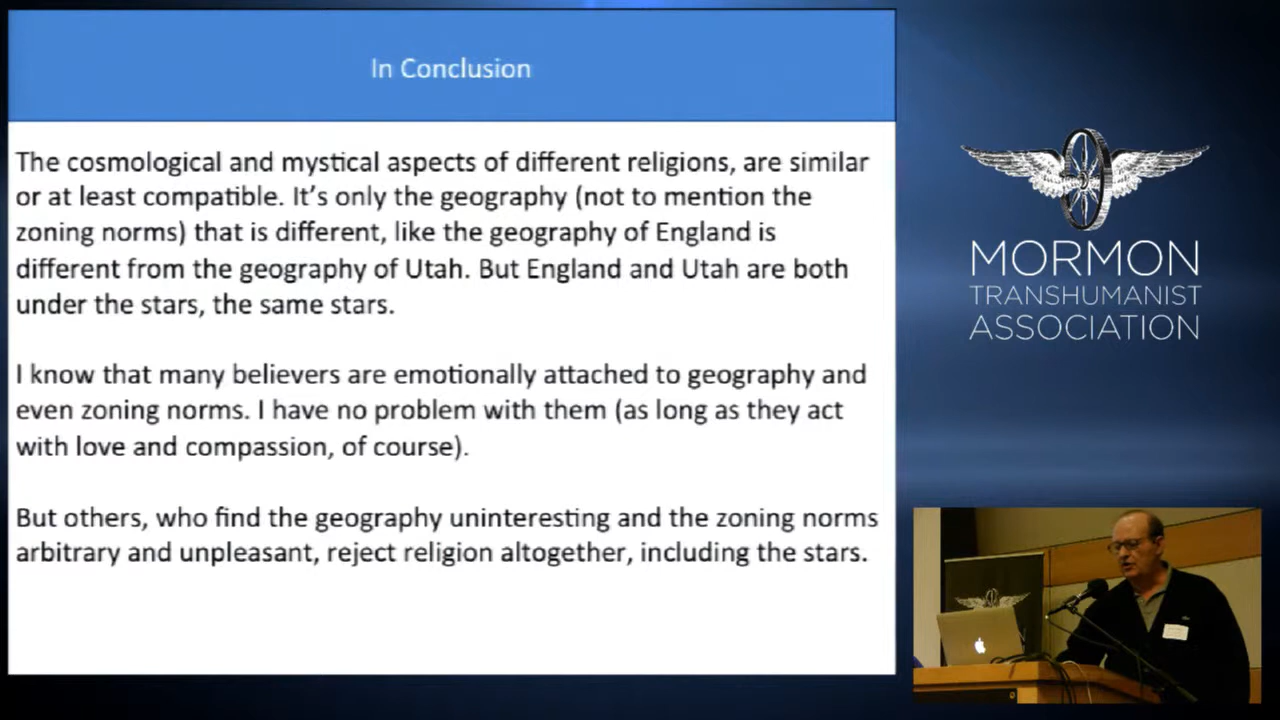 In Conclusion
The cosmological and mystical aspects of different religions, are similar
or at least compatible. It's only the geography (not to mention the
zoning norms) that is different, like the geography of England is
different from the geography of Utah. But England and Utah are both
under the stars, the same stars.
I know that many believers are emotionally attached to geography and
even zoning norms. I have no problem with them (as long as they act
with love and compassion, of course).
But others, who find the geography uninteresting and the zoning norms
arbitrary and unpleasant, reject religion altogether, including the stars.
MORMON
TRANSHUMANIST
ASSOCIATION